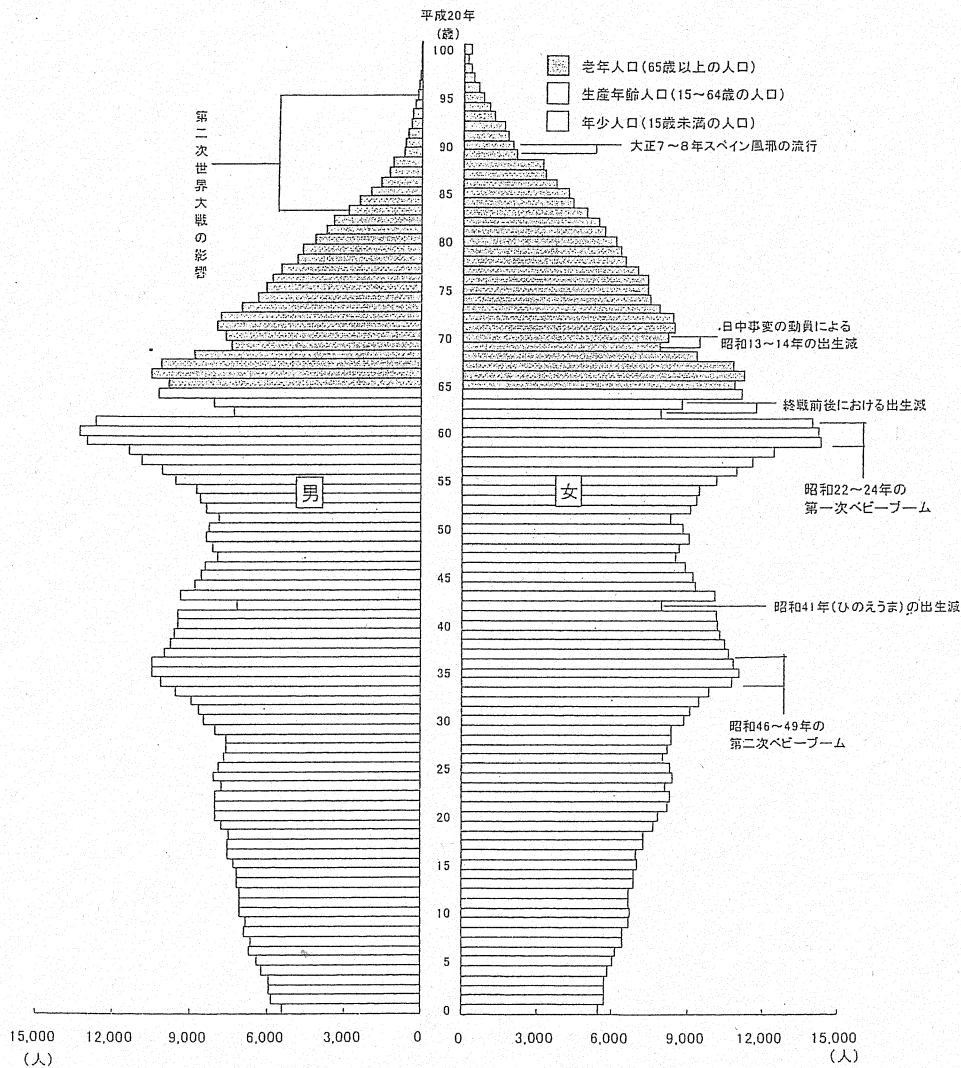 平成20年
(歳)
100
95
90
85
80
75
70
65
60
55
50
45
40
35
30
25
20
15
10
5
0
老年人口(65歳以上の人口)
生産年齢人口(15~64歳の人口)
年少人口(15歳未満の人口)
第二次世界大戦の影響
大正7~8年スペイン風邪の流行
日中事変の動員による
昭和13~14年の出生減
終戦前後における出生減
昭和22~24年の
第一次ベビーブーム
男
女
昭和41年(ひのえうま)の出生減
昭和46~49年の
第二次ベビーブーム
15,000 12,000 9,000 6,000 3,000 0
0 3,000 6,000 9,000 12,000 15,000
(人)
(人)